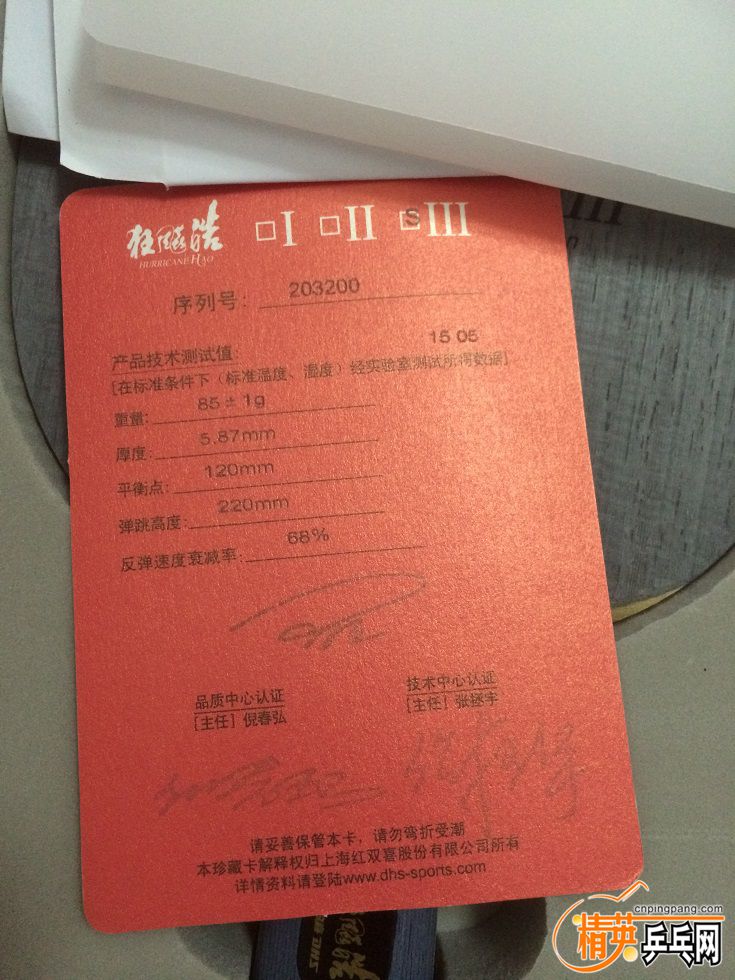 狂飚皓 □I □II □S III
HURRICANE HAO
序列号: 203200
15 05
产品技术测试值:
[在标准条件下（标准温度、湿度）经实验室测试所得数据]
重量: 85±1g
厚度: 5.87mm
平衡点: 120mm
弹跳高度: 220mm
反弹速度衰减率: 68%
品质中心认证 技术中心认证
[主任] 倪春弘 [主任] 张拯宇
请妥善保管本卡，请勿弯折受潮
本珍藏卡解释权归上海红双喜股份有限公司所有
详情资料请登陆www.dhs-sports.com
III
DHS
cnpingpang.com
精英乒乓网